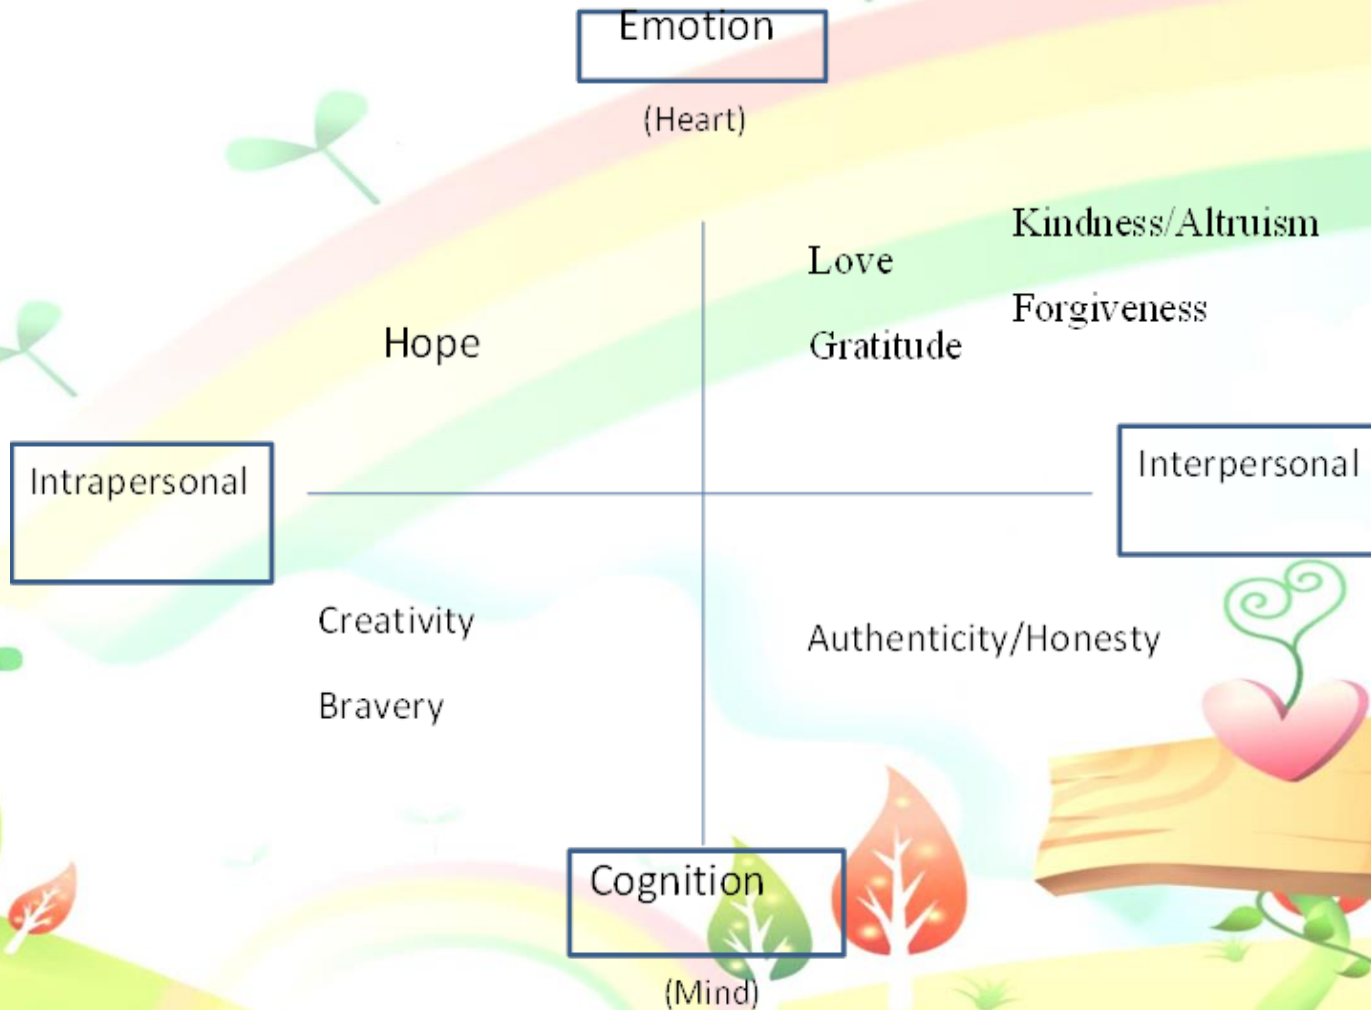 Emotion
(Heart)
Kindness/Altruism
Love
Forgiveness
Hope
Gratitude
Intrapersonal
Interpersonal
Creativity
Authenticity/Honesty
Bravery
Cognition
(Mind)